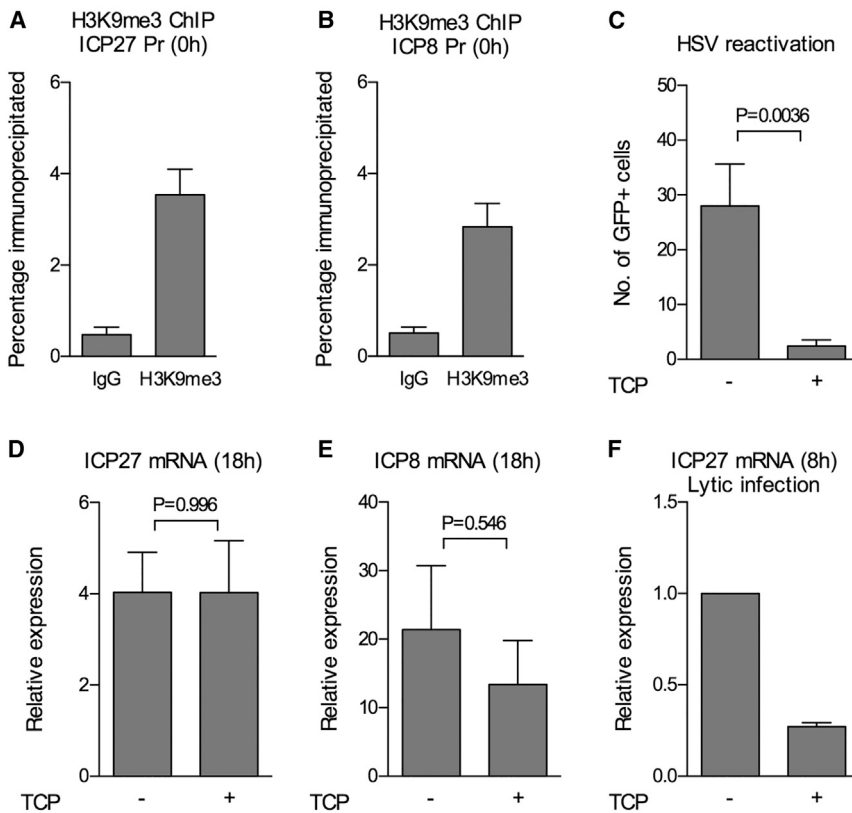 A
H3K9me3 ChIP
ICP27 Pr (0h)
Percentage immunoprecipitated
6
4
2
0
IgG
H3K9me3
B
H3K9me3 ChIP
ICP8 Pr (0h)
Percentage immunoprecipitated
6
4
2
0
IgG
H3K9me3
C
HSV reactivation
No. of GFP+ cells
50
40
30
20
10
0
P=0.0036
TCP - +
D
ICP27 mRNA (18h)
Relative expression
6
4
2
0
P=0.996
TCP - +
E
ICP8 mRNA (18h)
Relative expression
40
30
20
10
0
P=0.546
TCP - +
F
ICP27 mRNA (8h)
Lytic infection
Relative expression
1.5
1.0
0.5
0.0
TCP - +